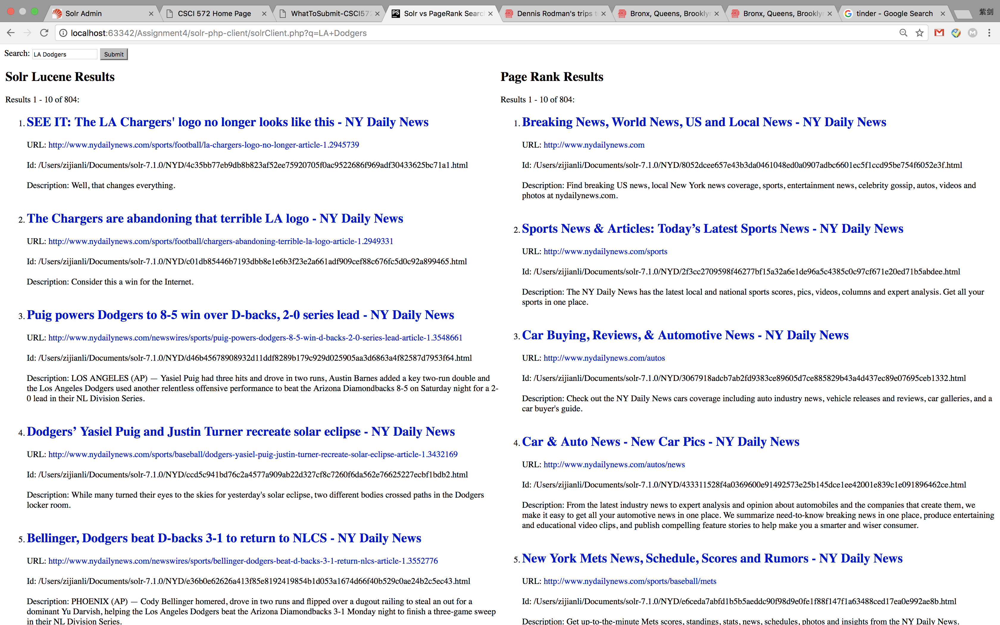 Solr Admin
CSCI 572 Home Page
WhatToSubmit-CSCI572
Solr vs PageRank Searc
Dennis Rodman's trips t
Bronx, Queens, Brooklyn
Bronx, Queens, Brooklyn
tinder - Google Search
紫剑
localhost:63342/Assignment4/solr-php-client/solrClient.php?q=LA+Dodgers
Search: LA Dodgers Submit
Solr Lucene Results
Results 1 - 10 of 804:
1. SEE IT: The LA Chargers' logo no longer looks like this - NY Daily News
URL: http://www.nydailynews.com/sports/football/la-chargers-logo-no-longer-article-1.2945739
Id: /Users/zijianli/Documents/solr-7.1.0/NYD/4c35bb77eb9db8b823af52ee75920705f0ac9522686f969adf30433625bc71a1.html
Description: Well, that changes everything.
2. The Chargers are abandoning that terrible LA logo - NY Daily News
URL: http://www.nydailynews.com/sports/football/chargers-abandoning-terrible-la-logo-article-1.2949331
Id: /Users/zijianli/Documents/solr-7.1.0/NYD/c01db85446b7193dbb8e1e6b3f23e2a661adf909cef88c676fc5d0c92a899465.html
Description: Consider this a win for the Internet.
3. Puig powers Dodgers to 8-5 win over D-backs, 2-0 series lead - NY Daily News
URL: http://www.nydailynews.com/newswires/sports/puig-powers-dodgers-8-5-win-d-backs-2-0-series-lead-article-1.3548661
Id: /Users/zijianli/Documents/solr-7.1.0/NYD/d46b45678908932d11ddf8289b179c929d025905aa3d6863a4f82587d7953f64.html
Description: LOS ANGELES (AP) — Yasiel Puig had three hits and drove in two runs, Austin Barnes added a key two-run double and
the Los Angeles Dodgers used another relentless offensive performance to beat the Arizona Diamondbacks 8-5 on Saturday night for a 2-
0 lead in their NL Division Series.
4. Dodgers’ Yasiel Puig and Justin Turner recreate solar eclipse - NY Daily News
URL: http://www.nydailynews.com/sports/baseball/dodgers-yasiel-puig-justin-turner-recreate-solar-eclipse-article-1.3432169
Id: /Users/zijianli/Documents/solr-7.1.0/NYD/ccd5c941bd76c2a4577a909ab22d327cf8c7260f6da562e76625227ecbf1bdb2.html
Description: While many turned their eyes to the skies for yesterday's solar eclipse, two different bodies crossed paths in the Dodgers
locker room.
5. Bellinger, Dodgers beat D-backs 3-1 to return to NLCS - NY Daily News
URL: http://www.nydailynews.com/newswires/sports/bellinger-dodgers-beat-d-backs-3-1-return-nlcs-article-1.3552776
Id: /Users/zijianli/Documents/solr-7.1.0/NYD/e36b0e62626a413f85e8192419854b1d053a1674d66f40b529c0ae24b2c5ec43.html
Description: PHOENIX (AP) — Cody Bellinger homered, drove in two runs and flipped over a dugout railing to steal an out for a
dominant Yu Darvish, helping the Los Angeles Dodgers beat the Arizona Diamondbacks 3-1 Monday night to finish a three-game sweep
in their NL Division Series.
Page Rank Results
Results 1 - 10 of 804:
1. Breaking News, World News, US and Local News - NY Daily News
URL: http://www.nydailynews.com
Id: /Users/zijianli/Documents/solr-7.1.0/NYD/8052dcee657e43b3da0461048ed0a0907adbc6601ec5f1ccd95be754f6052e3f.html
Description: Find breaking US news, local New York news coverage, sports, entertainment news, celebrity gossip, autos, videos and
photos at nydailynews.com.
2. Sports News & Articles: Today’s Latest Sports News - NY Daily News
URL: http://www.nydailynews.com/sports
Id: /Users/zijianli/Documents/solr-7.1.0/NYD/2f3cc2709598f46277bf15a32a6e1de96a5c4385c0c97cf671e20ed71b5abdee.html
Description: The NY Daily News has the latest local and national sports scores, pics, videos, columns and expert analysis. Get all your
sports in one place.
3. Car Buying, Reviews, & Automotive News - NY Daily News
URL: http://www.nydailynews.com/autos
Id: /Users/zijianli/Documents/solr-7.1.0/NYD/3067918adcb7ab2fd9383ce89605d7ce885829b43a4d437ec89e07695ceb1332.html
Description: Check out the NY Daily News cars coverage including auto industry news, vehicle releases and reviews, car galleries, and a
car buyer's guide.
4. Car & Auto News - New Car Pics - NY Daily News
URL: http://www.nydailynews.com/autos/news
Id: /Users/zijianli/Documents/solr-7.1.0/NYD/433311528f4a0369600e91492573e25b145dce1ee42001e839c1e091896462ce.html
Description: From the latest industry news to expert analysis and opinion about automobiles and the companies that create them, we
make it easy to get all your automotive news in one place. We summarize need-to-know breaking news in one place, produce entertaining
and educational video clips, and publish compelling feature stories to help make you a smarter and wiser consumer.
5. New York Mets News, Schedule, Scores and Rumors - NY Daily News
URL: http://www.nydailynews.com/sports/baseball/mets
Id: /Users/zijianli/Documents/solr-7.1.0/NYD/e6ceda7abfd1b5b5aeddc90f98d9e0fe1f88f147f1a63488ced17ea0e992ae8b.html
Description: Get up-to-the-minute Mets scores, standings, stats, news, schedules, photos and insights from the NY Daily News.